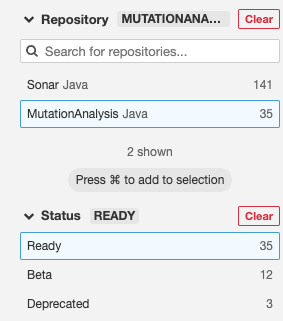 Repository MUTATIONANA... Clear
Search for repositories...
Sonar Java 141
MutationAnalysis Java 35
2 shown
Press ⌘ to add to selection
Status READY Clear
Ready 35
Beta 12
Deprecated 3